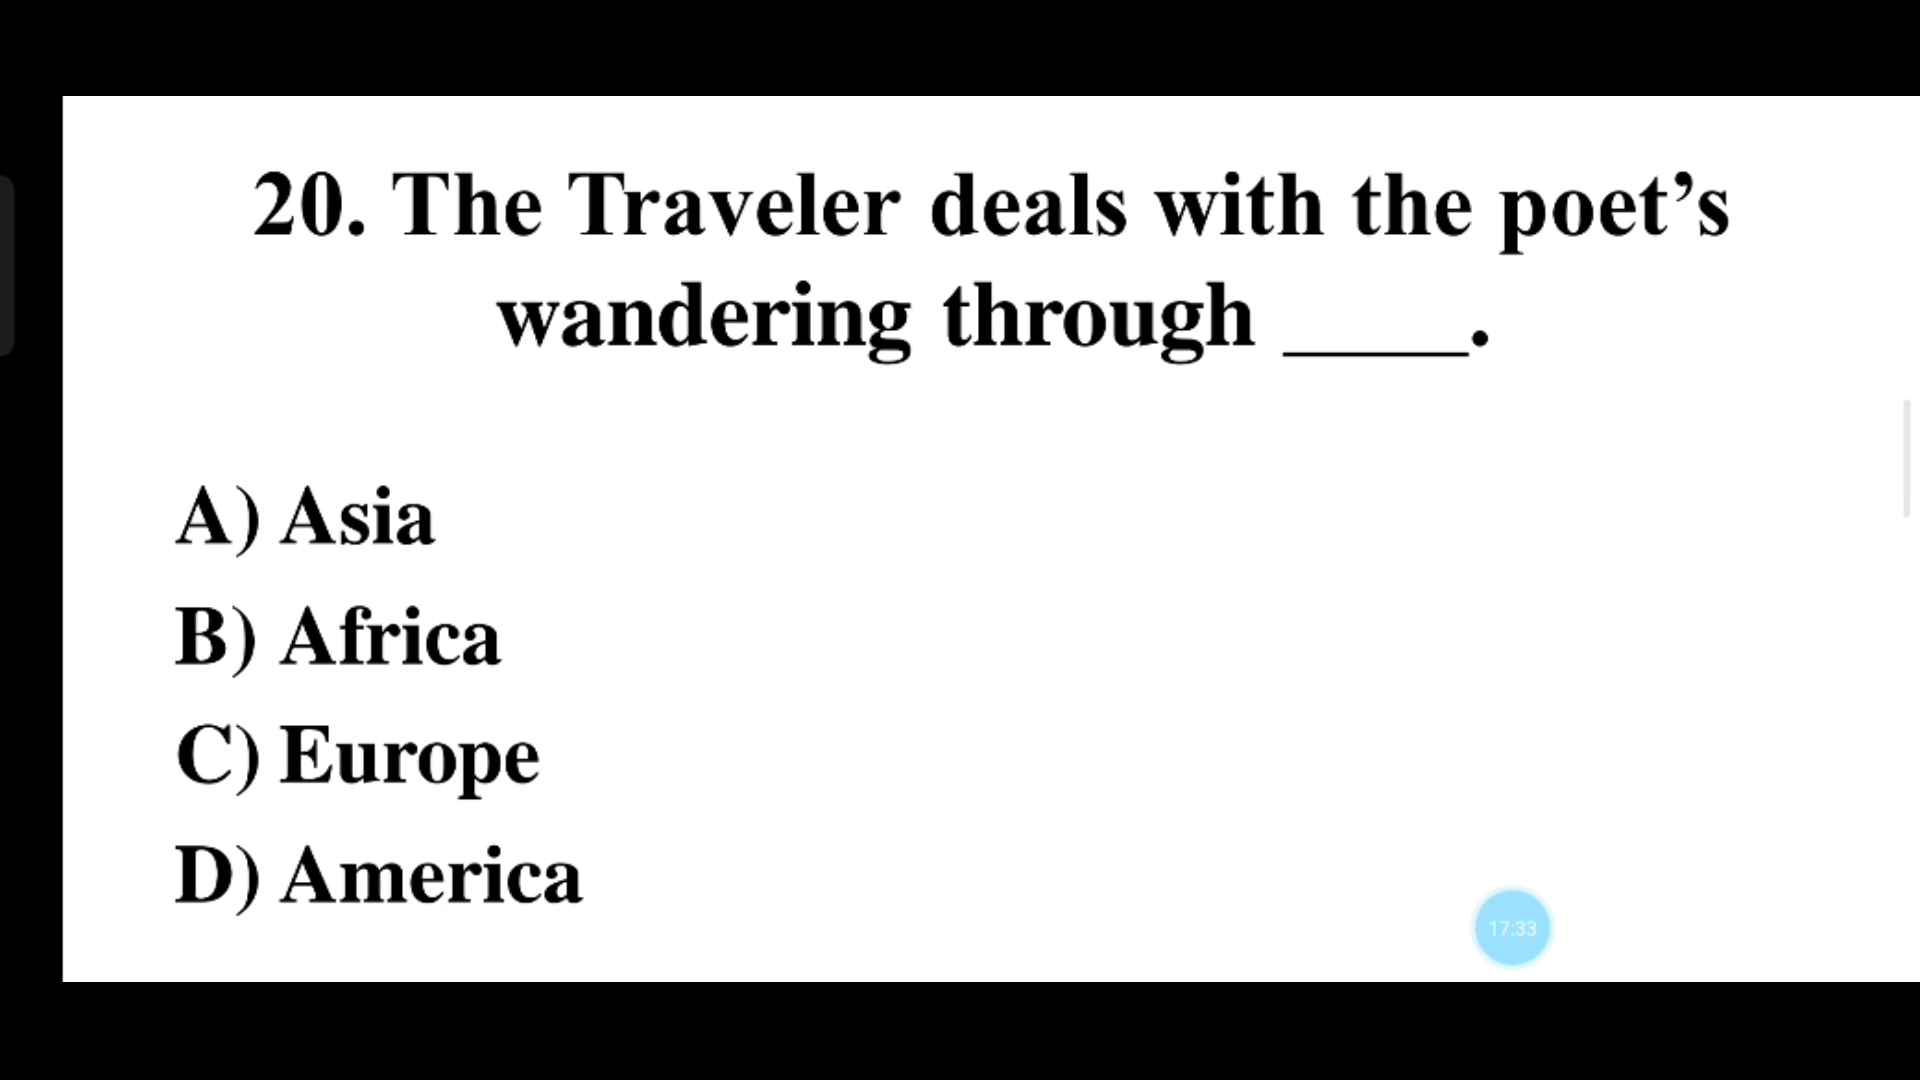 20. The Traveler deals with the poet’s
wandering through ____.
A) Asia
B) Africa
C) Europe
D) America
17:33